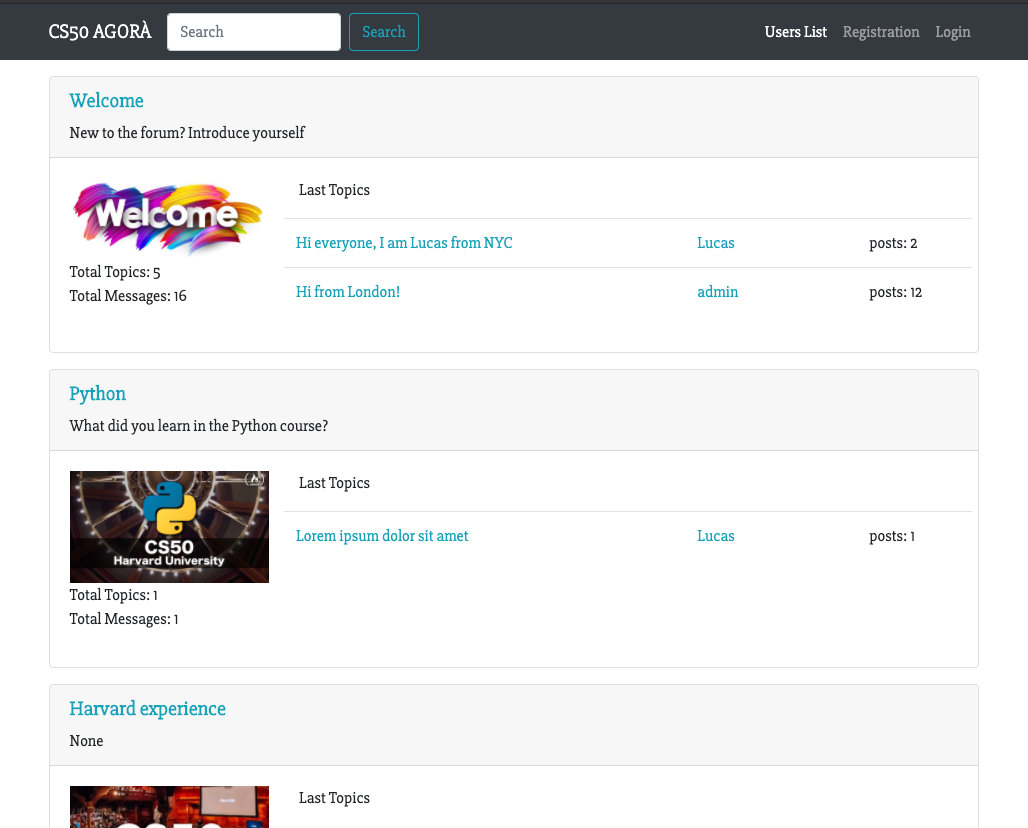 CS50 AGORÀ Search Search Users List Registration Login
Welcome
New to the forum? Introduce yourself
Welcome
Last Topics
Hi everyone, I am Lucas from NYC Lucas posts: 2
Hi from London! admin posts: 12
Total Topics: 5
Total Messages: 16
Python
What did you learn in the Python course?
CS50
Harvard University
Last Topics
Lorem ipsum dolor sit amet Lucas posts: 1
Total Topics: 1
Total Messages: 1
Harvard experience
None
Last Topics